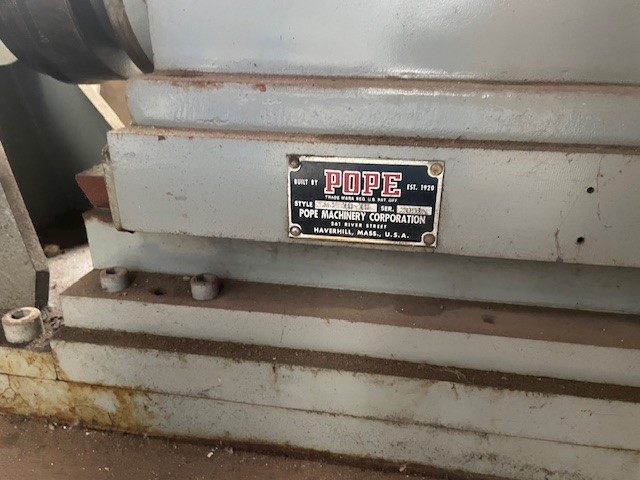 BUILT BY POPE EST. 1920
TRADE MARK REG. U.S. PAT. OFF.
STYLE SER.
POPE MACHINERY CORPORATION
261 RIVER STREET
HAVERHILL, MASS., U.S.A.